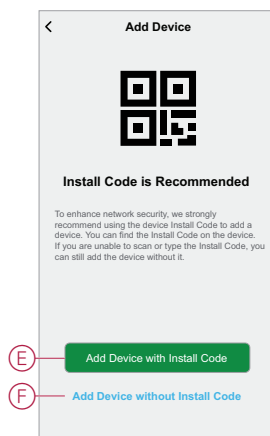 Add Device
Install Code is Recommended
To enhance network security, we strongly
recommend using the device Install Code to add a
device. You can find the Install Code on the device.
If you are unable to scan or type the Install Code, you
can still add the device without it.
E Add Device with Install Code
F Add Device without Install Code